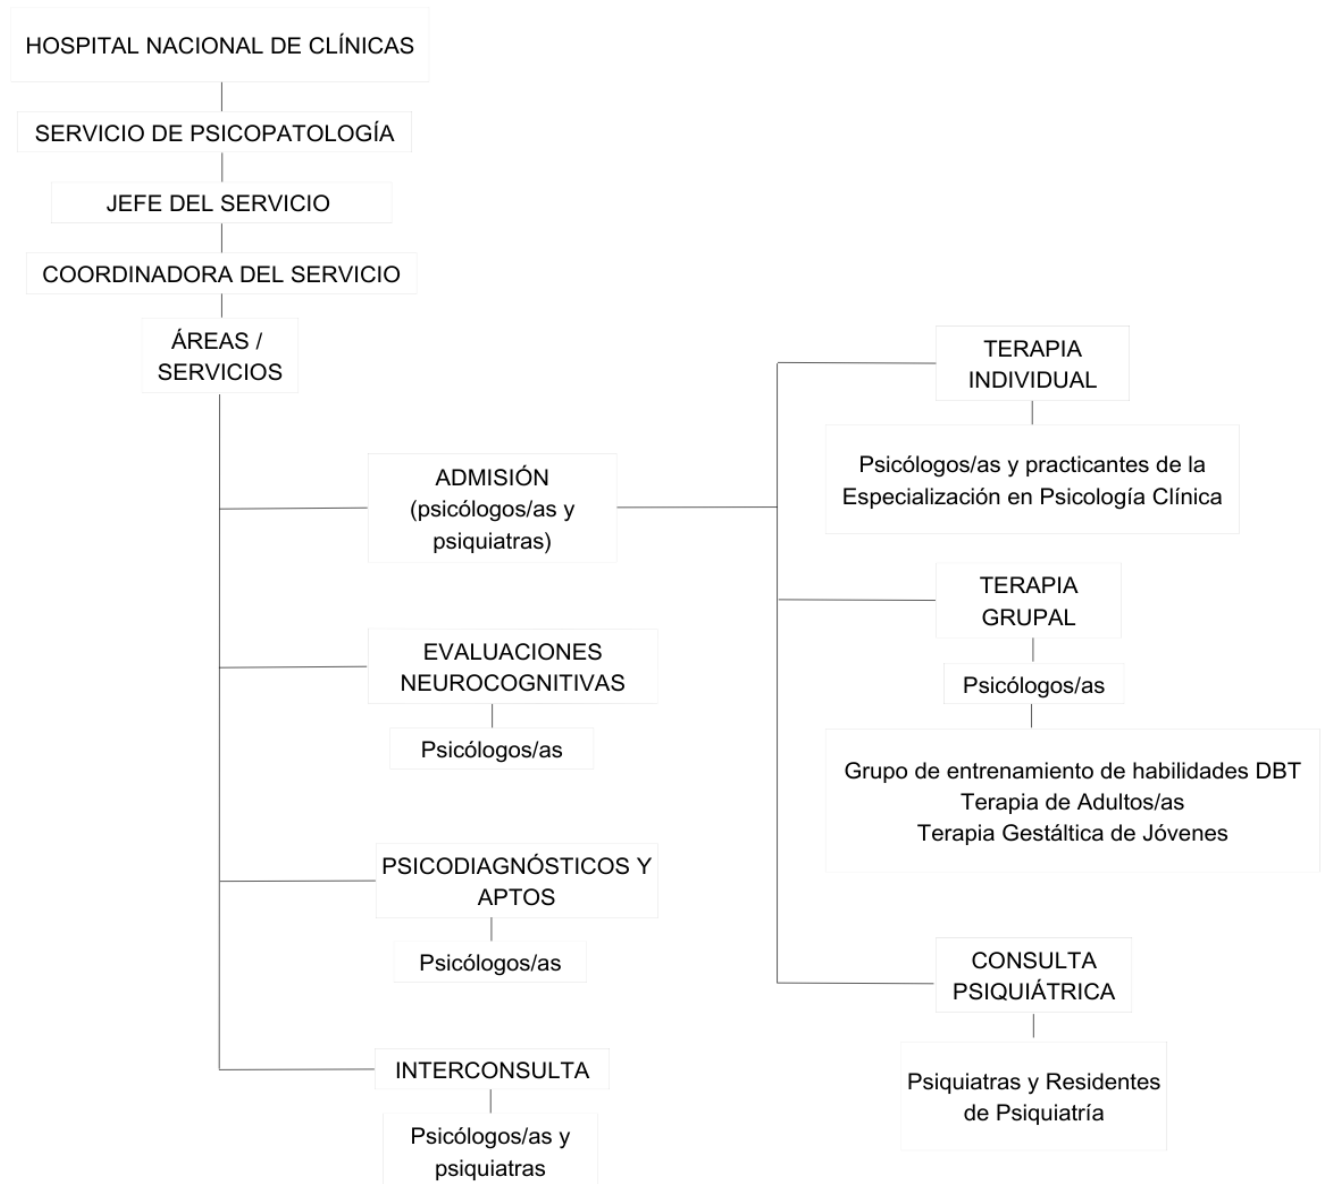 HOSPITAL NACIONAL DE CLÍNICAS
SERVICIO DE PSICOPATOLOGÍA
JEFE DEL SERVICIO
COORDINADORA DEL SERVICIO
ÁREAS /
SERVICIOS
ADMISIÓN
(psicólogos/as y
psiquiatras)
EVALUACIONES
NEUROCOGNITIVAS
Psicólogos/as
PSICODIAGNÓSTICOS Y
APTOS
Psicólogos/as
INTERCONSULTA
Psicólogos/as y
psiquiatras
TERAPIA
INDIVIDUAL
Psicólogos/as y practicantes de la
Especialización en Psicología Clínica
TERAPIA
GRUPAL
Psicólogos/as
Grupo de entrenamiento de habilidades DBT
Terapia de Adultos/as
Terapia Gestáltica de Jóvenes
CONSULTA
PSIQUIÁTRICA
Psiquiatras y Residentes
de Psiquiatría